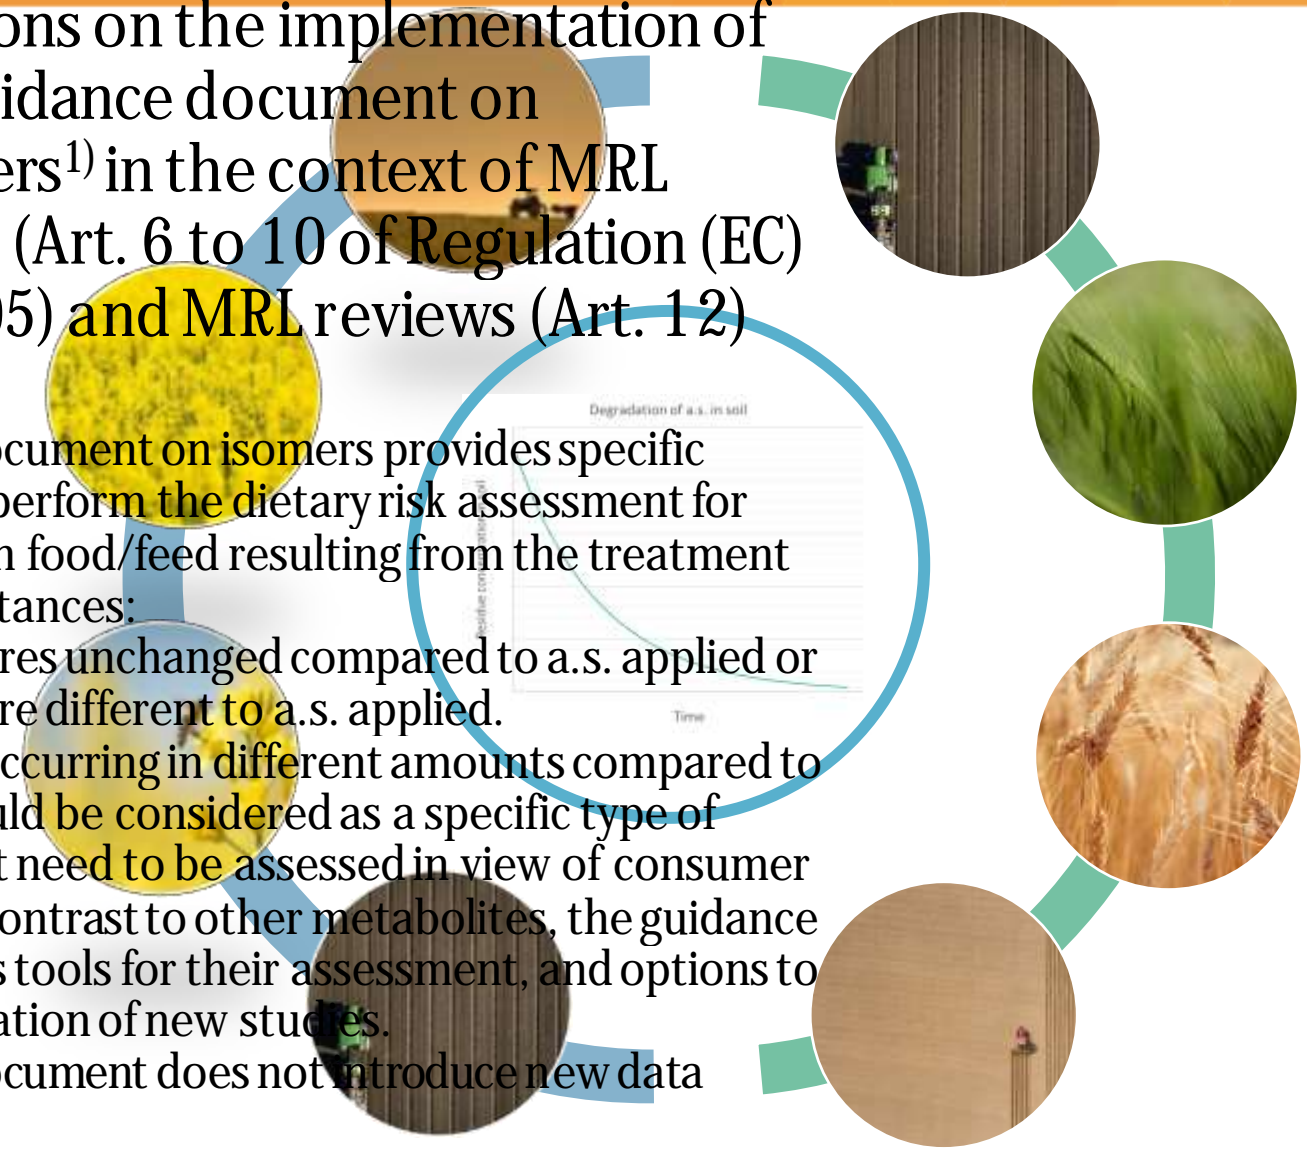 ons on the implementation of
uidance document on
ers¹⁾ in the context of MRL
(Art. 6 to 10 of Regulation (EC)
05) and MRL reviews (Art. 12)
Degradation of a.s. in soil
ocument on isomers provides specific
perform the dietary risk assessment for
n food/feed resulting from the treatment
tances:
res unchanged compared to a.s. applied or
re different to a.s. applied.
Time
ccurring in different amounts compared to
uld be considered as a specific type of
t need to be assessed in view of consumer
ontrast to other metabolites, the guidance
s tools for their assessment, and options to
ation of new studies.
ocument does not introduce new data